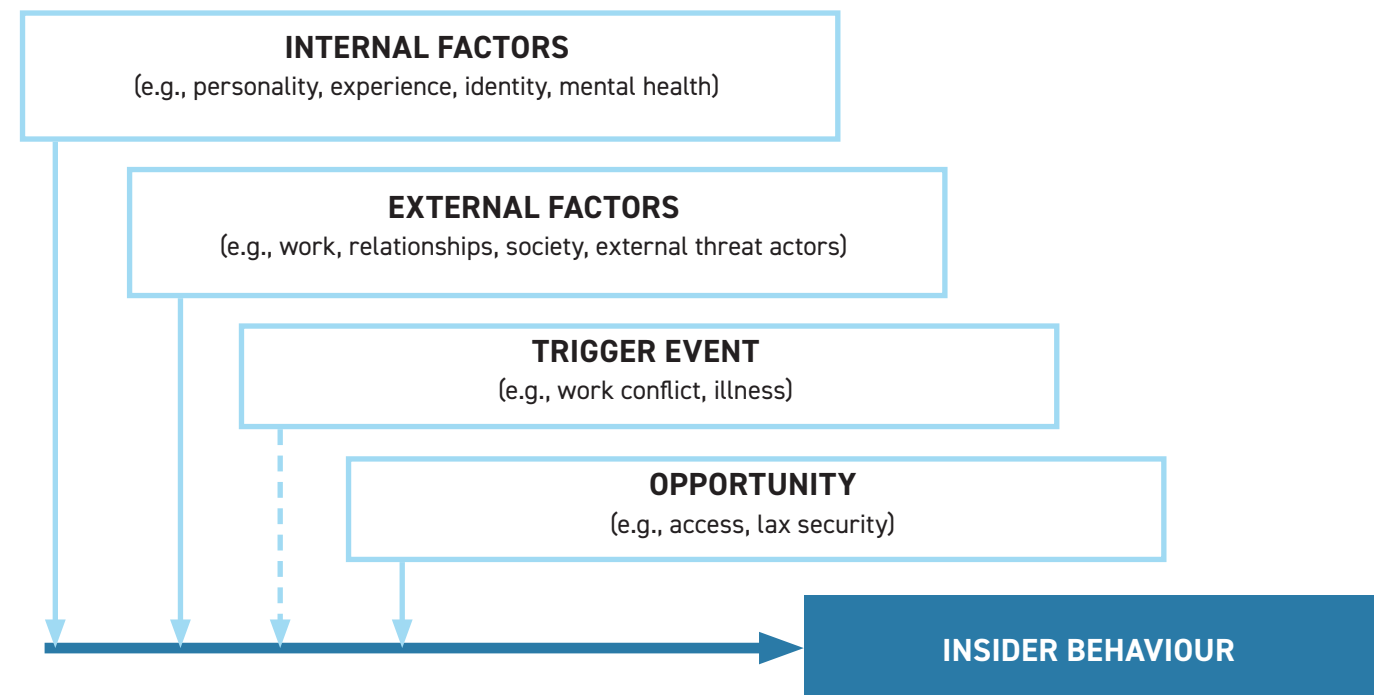 INTERNAL FACTORS
(e.g., personality, experience, identity, mental health)
EXTERNAL FACTORS
(e.g., work, relationships, society, external threat actors)
TRIGGER EVENT
(e.g., work conflict, illness)
OPPORTUNITY
(e.g., access, lax security)
INSIDER BEHAVIOUR